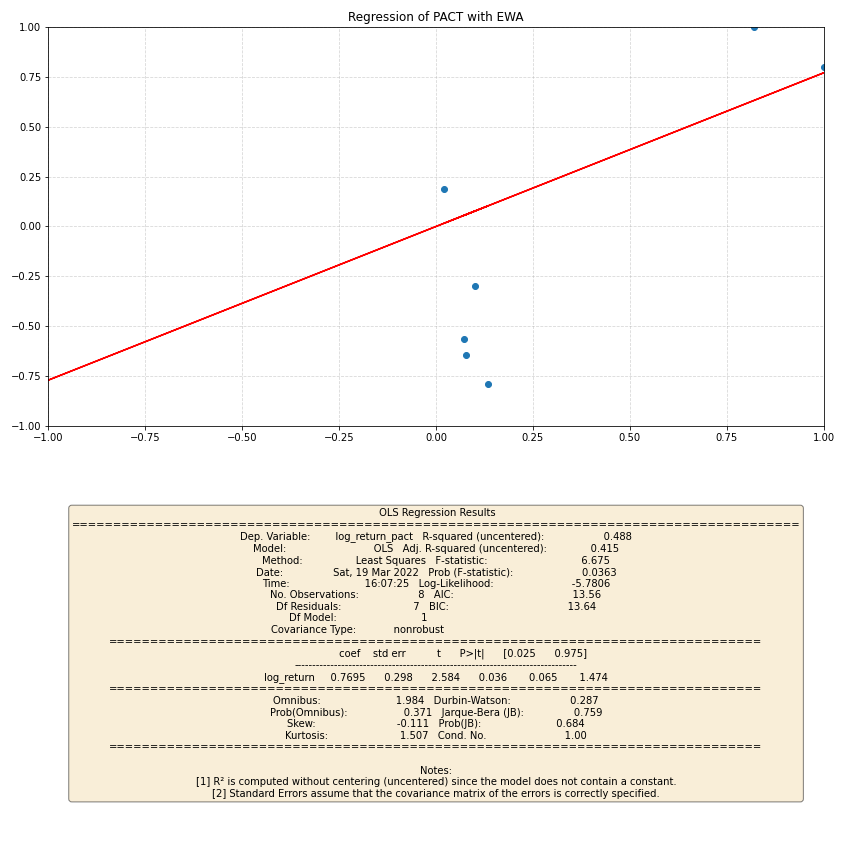 Regression of PACT with EWA
1.00
0.75
0.50
0.25
0.00
−0.25
−0.50
−0.75
−1.00
−1.00 −0.75 −0.50 −0.25 0.00 0.25 0.50 0.75 1.00
OLS Regression Results
==============================================================================
Dep. Variable: log_return_pact R-squared (uncentered): 0.488
Model: OLS Adj. R-squared (uncentered): 0.415
Method: Least Squares F-statistic: 6.675
Date: Sat, 19 Mar 2022 Prob (F-statistic): 0.0363
Time: 16:07:25 Log-Likelihood: -5.7806
No. Observations: 8 AIC: 13.56
Df Residuals: 7 BIC: 13.64
Df Model: 1
Covariance Type: nonrobust
==============================================================================
coef std err t P>|t| [0.025 0.975]
------------------------------------------------------------------------------
log_return 0.7695 0.298 2.584 0.036 0.065 1.474
==============================================================================
Omnibus: 1.984 Durbin-Watson: 0.287
Prob(Omnibus): 0.371 Jarque-Bera (JB): 0.759
Skew: -0.111 Prob(JB): 0.684
Kurtosis: 1.507 Cond. No. 1.00
==============================================================================
Notes:
[1] R² is computed without centering (uncentered) since the model does not contain a constant.
[2] Standard Errors assume that the covariance matrix of the errors is correctly specified.